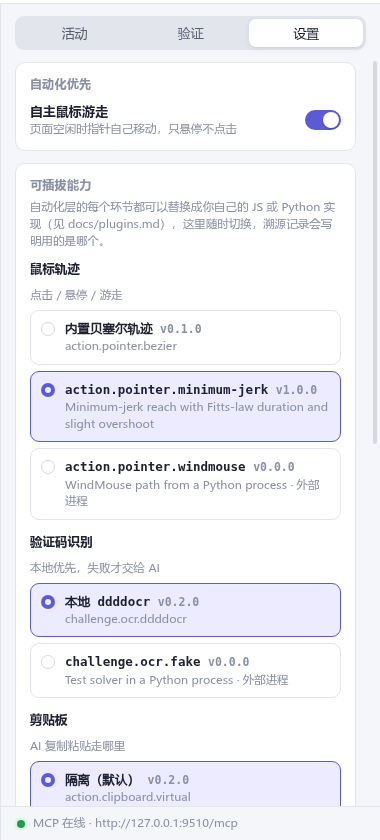 活动
验证
设置
自动化优先
自主鼠标游走
页面空闲时指针自己移动，只悬停不点击
可插拔能力
自动化层的每个环节都可以替换成你自己的 JS 或 Python 实
现（见 docs/plugins.md），这里随时切换，溯源记录会写
明用的是哪个。
鼠标轨迹
点击 / 悬停 / 游走
内置贝塞尔轨迹 v0.1.0
action.pointer.bezier
action.pointer.minimum-jerk v1.0.0
Minimum-jerk reach with Fitts-law duration and
slight overshoot
action.pointer.windmouse v0.0.0
WindMouse path from a Python process · 外部
进程
验证码识别
本地优先，失败才交给 AI
本地 ddddocr v0.2.0
challenge.ocr.ddddocr
challenge.ocr.fake v0.0.0
Test solver in a Python process · 外部进程
剪贴板
AI 复制粘贴走哪里
隔离（默认） v0.2.0
action.clipboard.virtual
MCP 在线 · http://127.0.0.1:9510/mcp